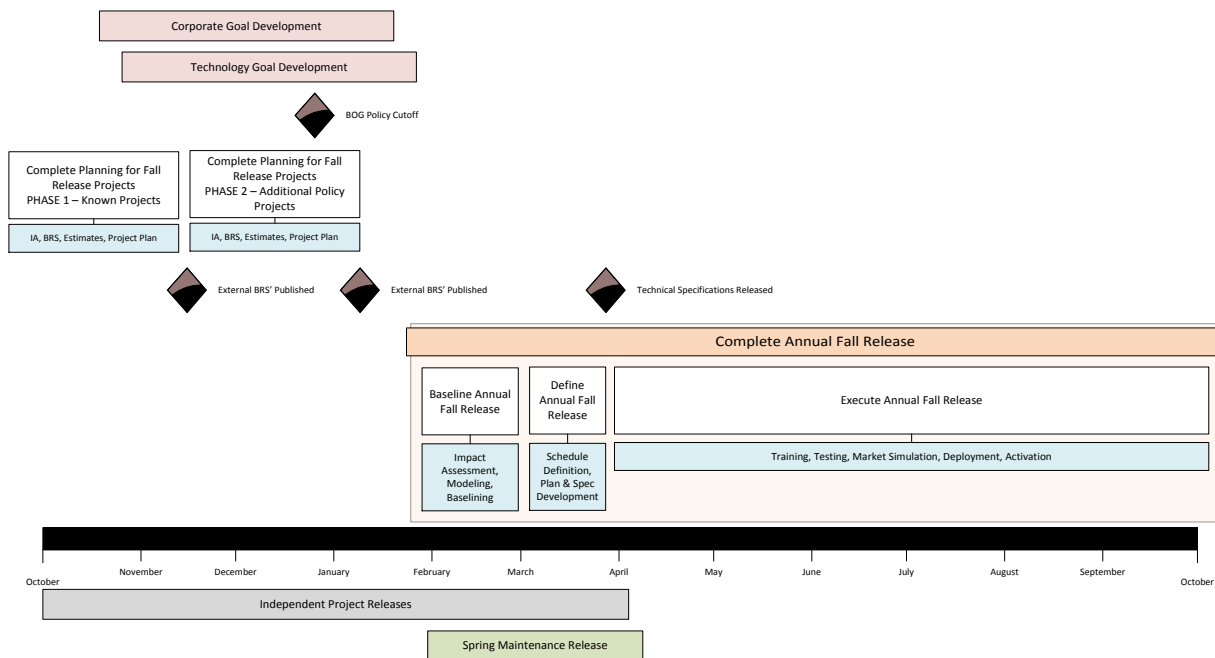 Corporate Goal Development
Technology Goal Development
BOG Policy Cutoff
Complete Planning for Fall
Release Projects
PHASE 1 – Known Projects
Complete Planning for Fall
Release Projects
PHASE 2 – Additional Policy
Projects
IA, BRS, Estimates, Project Plan
IA, BRS, Estimates, Project Plan
External BRS' Published
External BRS' Published
Technical Specifications Released
Complete Annual Fall Release
Baseline Annual
Fall Release
Define
Annual Fall
Release
Execute Annual Fall Release
Impact
Assessment,
Modeling,
Baselining
Schedule
Definition,
Plan & Spec
Development
Training, Testing, Market Simulation, Deployment, Activation
October
November
December
January
February
March
April
May
June
July
August
September
October
Independent Project Releases
Spring Maintenance Release